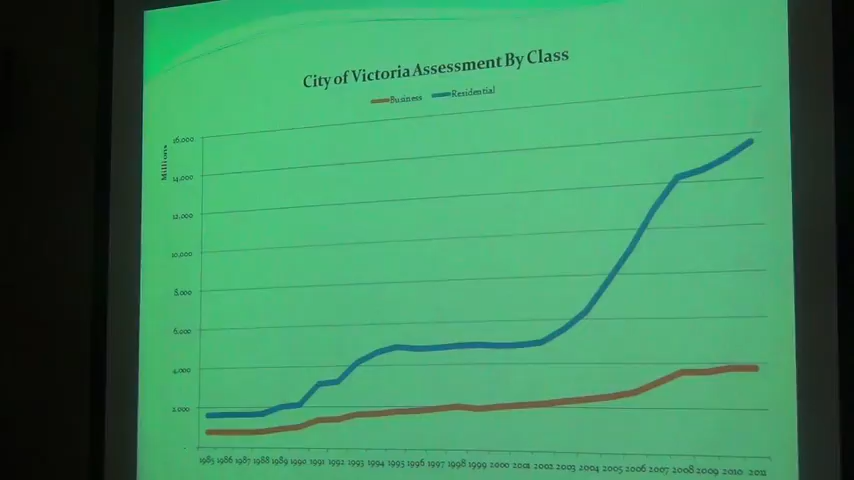 City of Victoria Assessment By Class
Business Residential
Millions
16,000
14,000
12,000
10,000
8,000
6,000
4,000
2,000
-
1985 1986 1987 1988 1989 1990 1991 1992 1993 1994 1995 1996 1997 1998 1999 2000 2001 2002 2003 2004 2005 2006 2007 2008 2009 2010 2011